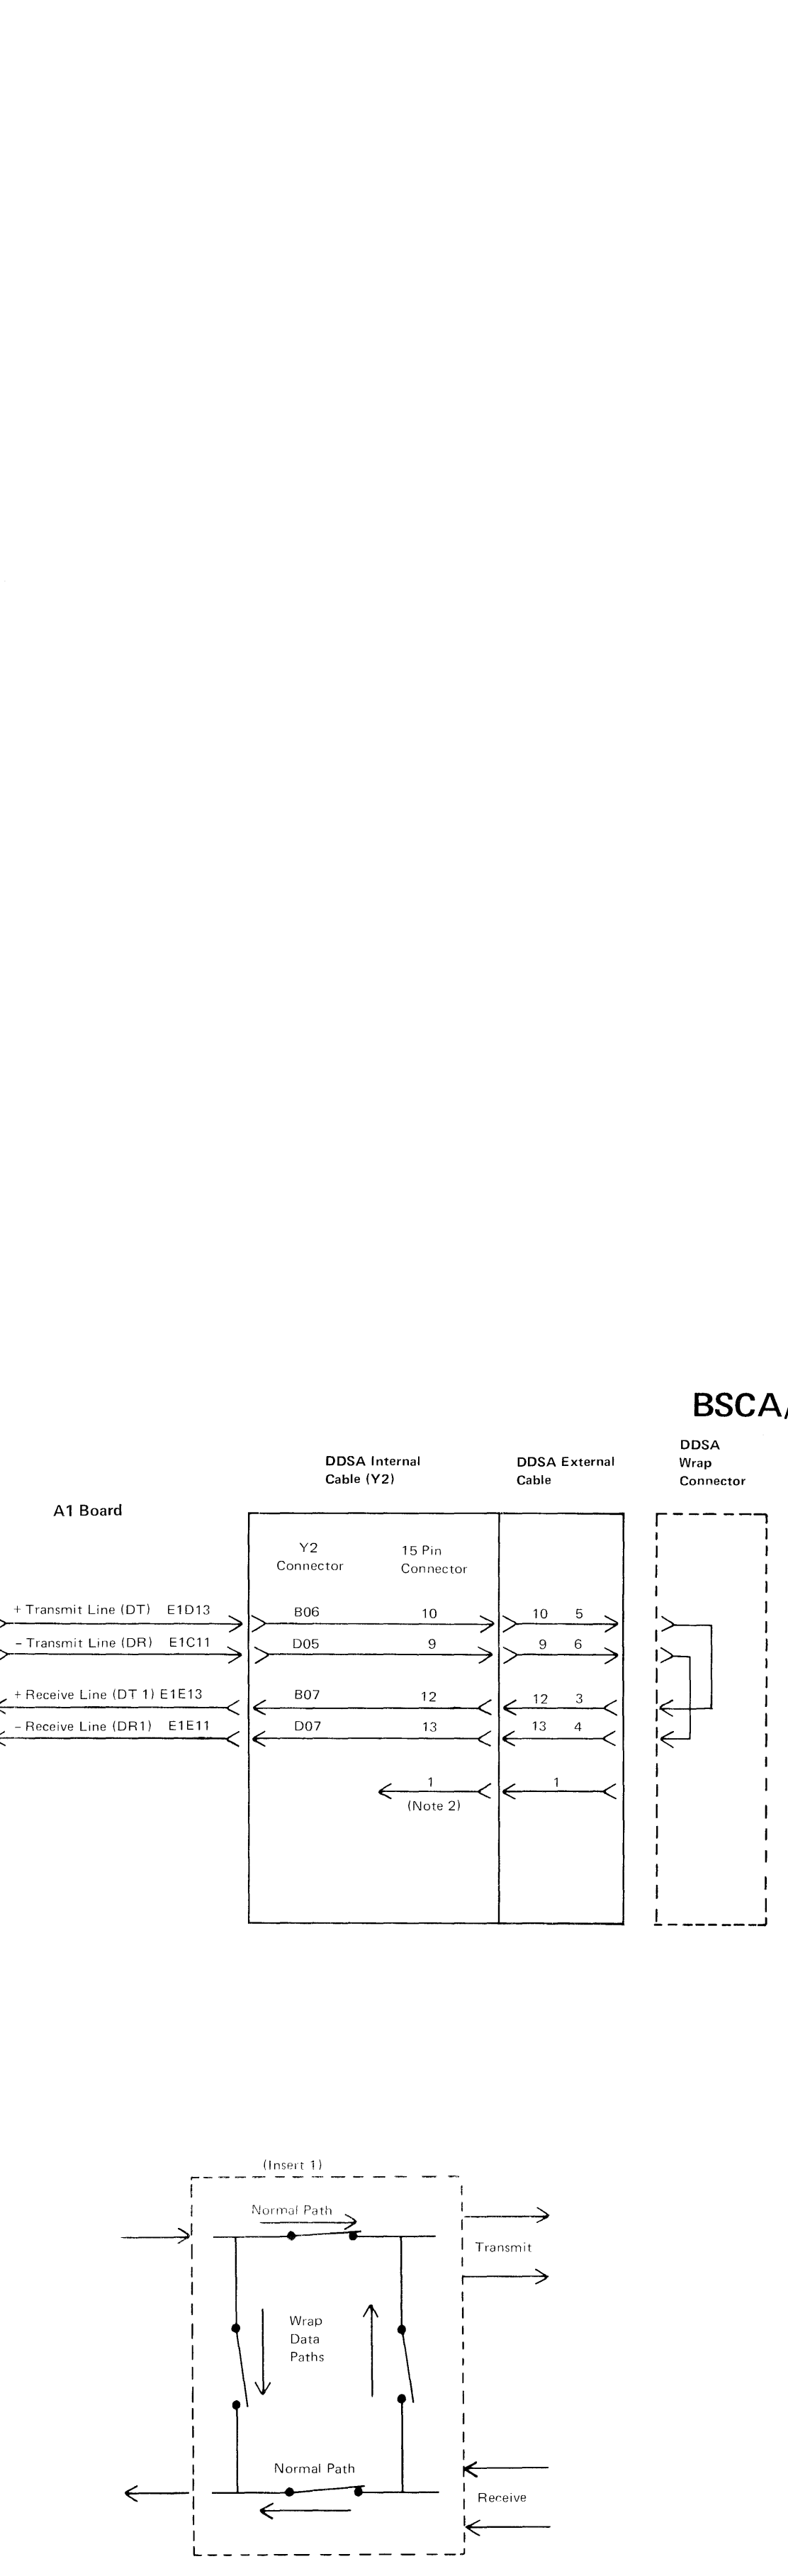 BSCA/
DDSA
Wrap
Connector
DDSA Internal
Cable (Y2)
DDSA External
Cable
A1 Board
Y2
Connector
15 Pin
Connector
+ Transmit Line (DT) E1D13 B06 10 10 5
– Transmit Line (DR) E1C11 D05 9 9 6
+ Receive Line (DT 1) E1E13 B07 12 12 3
– Receive Line (DR1) E1E11 D07 13 13 4
1 1
(Note 2)
(Insert 1)
Normal Path
Transmit
Wrap
Data
Paths
Normal Path
Receive